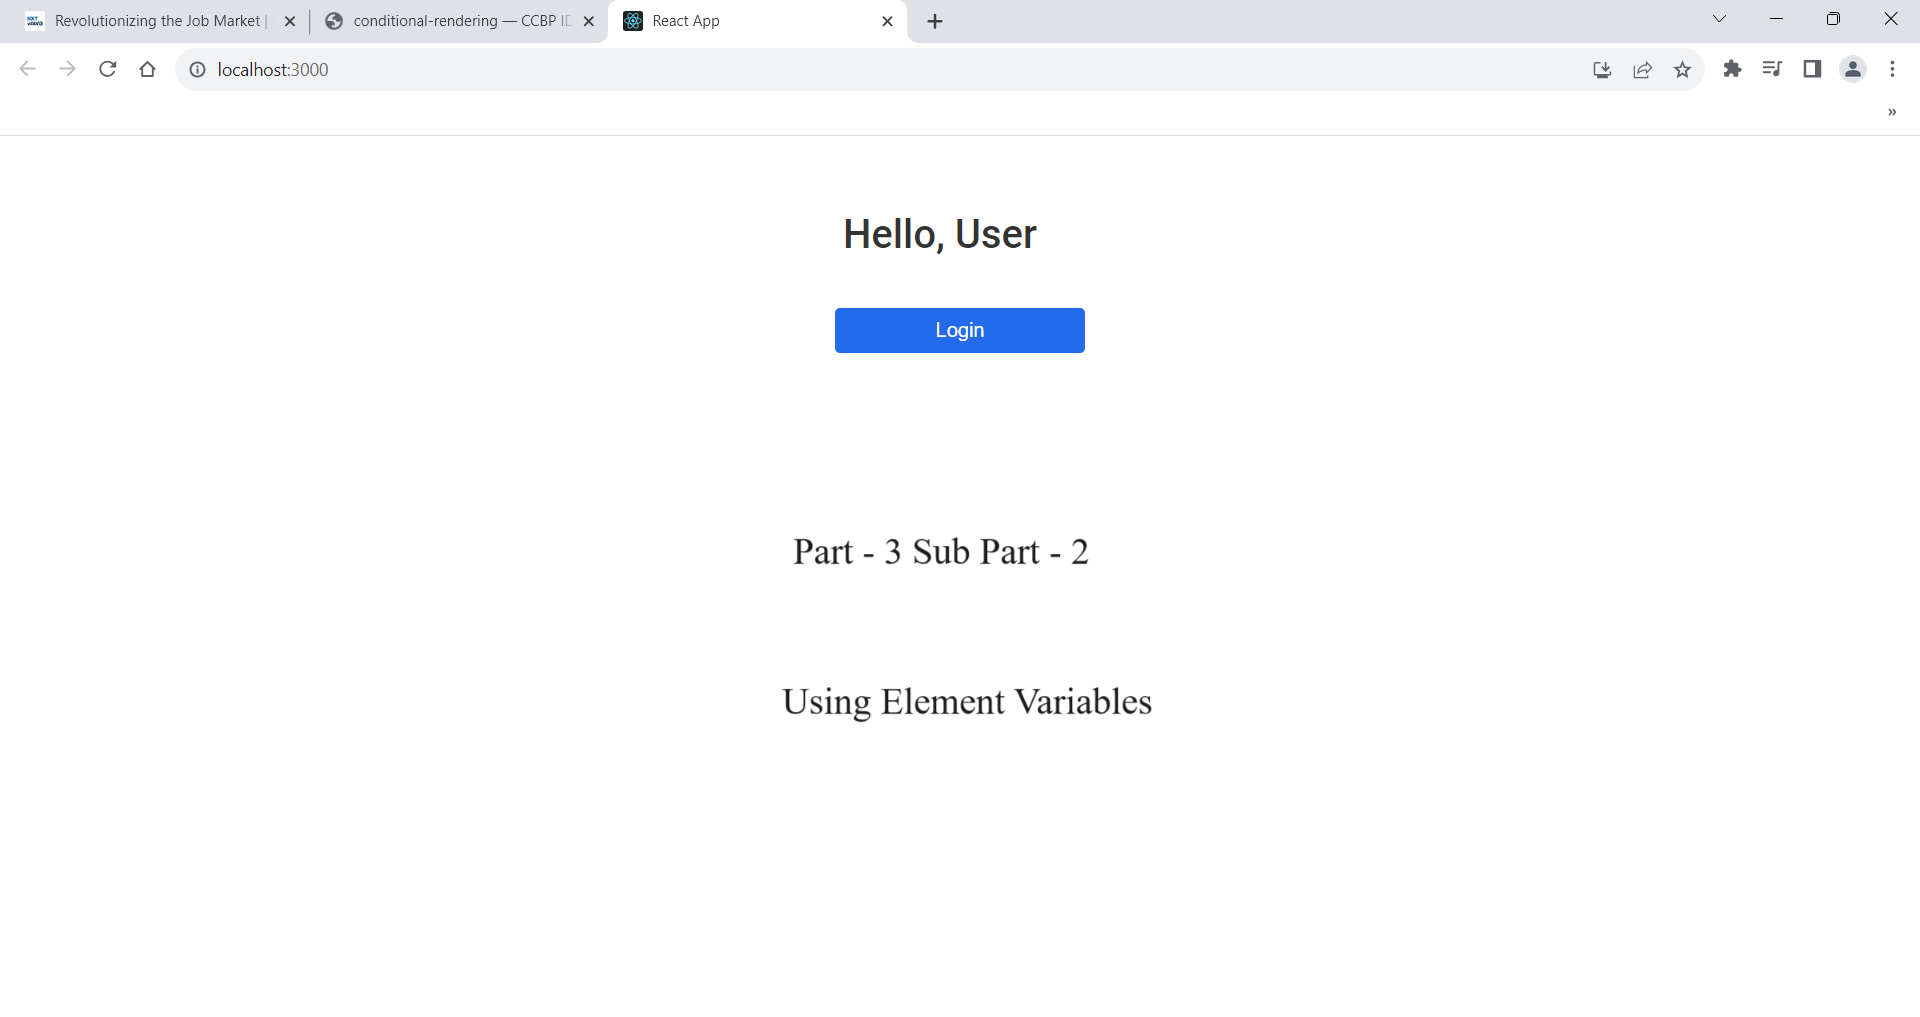 Revolutionizing the Job Market |
conditional-rendering — CCBP ID
React App
localhost:3000
Hello, User
Login
Part - 3 Sub Part - 2
Using Element Variables